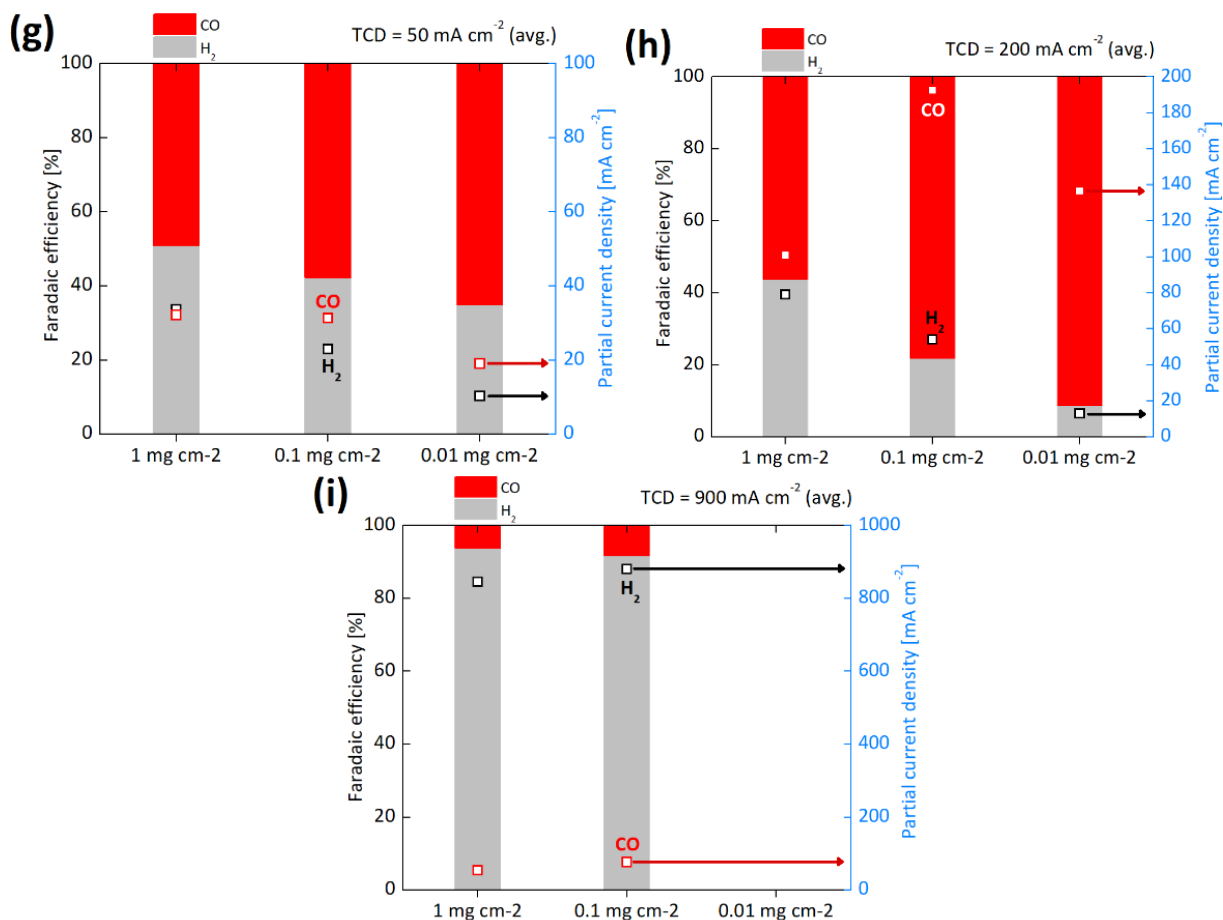 (g)
CO
H₂
TCD = 50 mA cm⁻² (avg.)
Faradaic efficiency [%]
100
80
60
40
20
0
CO
H₂
1 mg cm-2
0.1 mg cm-2
0.01 mg cm-2
100
80
60
40
20
0
Partial current density [mA cm⁻²]
(h)
CO
H₂
TCD = 200 mA cm⁻² (avg.)
Faradaic efficiency [%]
100
80
60
40
20
0
CO
H₂
1 mg cm-2
0.1 mg cm-2
0.01 mg cm-2
200
180
160
140
120
100
80
60
40
20
0
Partial current density [mA cm⁻²]
(i)
CO
H₂
TCD = 900 mA cm⁻² (avg.)
Faradaic efficiency [%]
100
80
60
40
20
0
H₂
CO
1 mg cm-2
0.1 mg cm-2
0.01 mg cm-2
1000
800
600
400
200
0
Partial current density [mA cm⁻²]